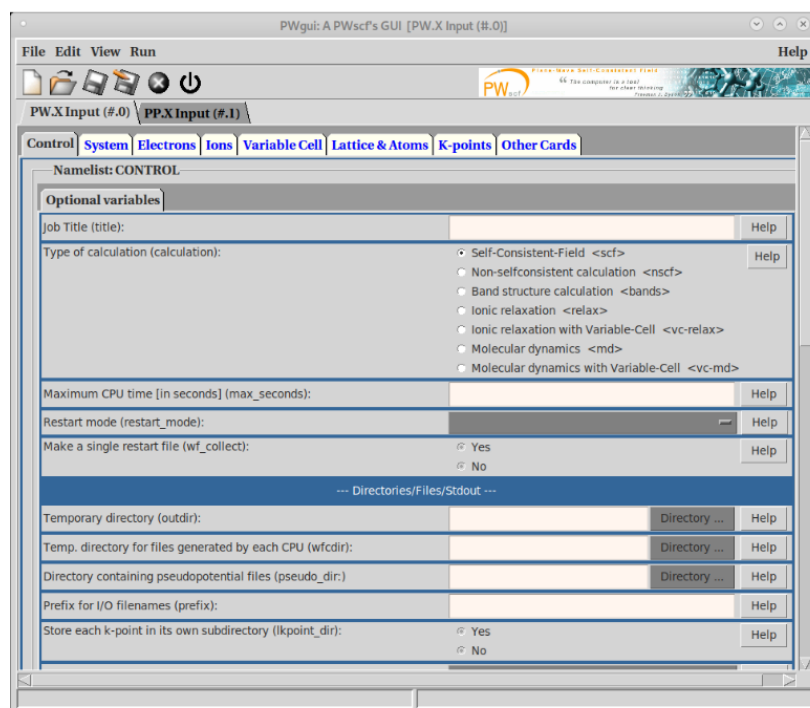 PWgui: A PWscf's GUI [PW.X Input (#.0)]
File Edit View Run Help
Plane-Wave Self-Consistent Field
PWscf
“ The computer is a tool
for clear thinking
PW.X Input (#.0) PP.X Input (#.1)
Control System Electrons Ions Variable Cell Lattice & Atoms K-points Other Cards
Namelist: CONTROL
Optional variables
Job Title (title): Help
Type of calculation (calculation): Self-Consistent-Field <scf> Help
Non-selfconsistent calculation <nscf>
Band structure calculation <bands>
Ionic relaxation <relax>
Ionic relaxation with Variable-Cell <vc-relax>
Molecular dynamics <md>
Molecular dynamics with Variable-Cell <vc-md>
Maximum CPU time [in seconds] (max_seconds): Help
Restart mode (restart_mode): Help
Make a single restart file (wf_collect): Yes Help
No
--- Directories/Files/Stdout ---
Temporary directory (outdir): Directory ... Help
Temp. directory for files generated by each CPU (wfcdir): Directory ... Help
Directory containing pseudopotential files (pseudo_dir:) Directory ... Help
Prefix for I/O filenames (prefix): Help
Store each k-point in its own subdirectory (lkpoint_dir): Yes Help
No